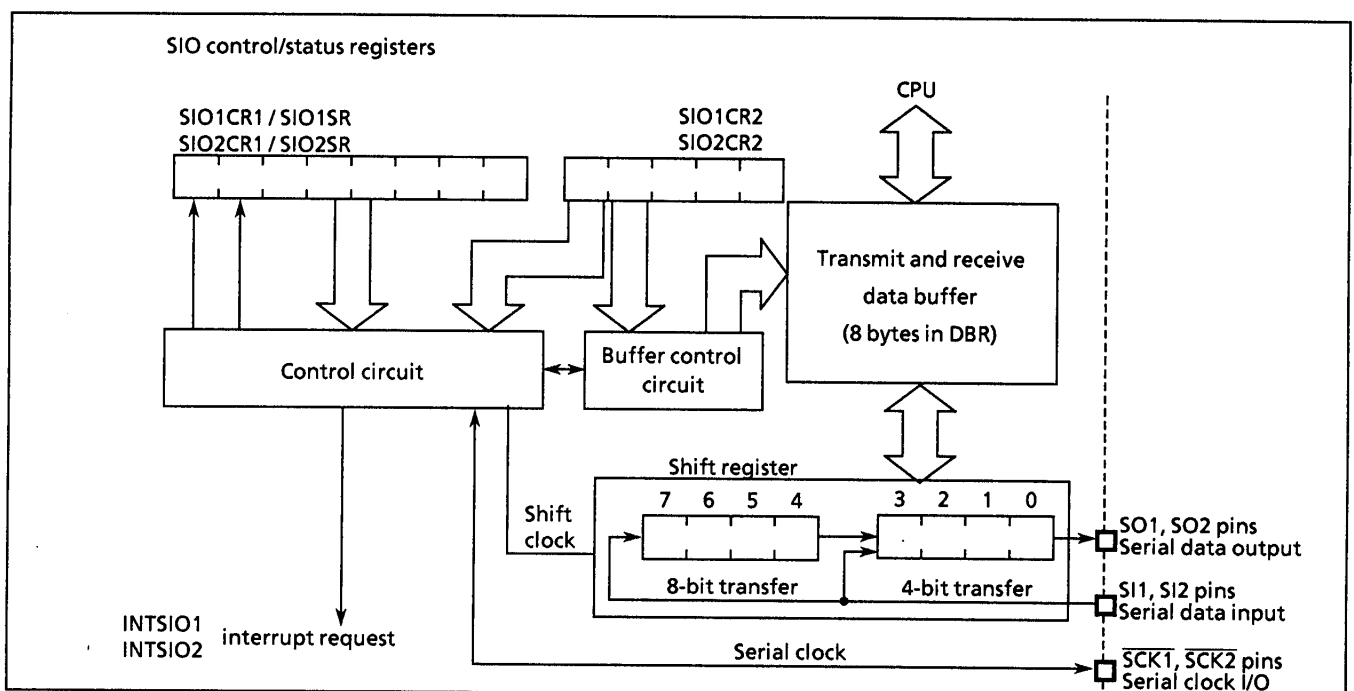 SIO control/status registers
SIO1CR1 / SIO1SR
SIO2CR1 / SIO2SR
SIO1CR2
SIO2CR2
CPU
Transmit and receive
data buffer
(8 bytes in DBR)
Control circuit
Buffer control
circuit
Shift register
7 6 5 4 3 2 1 0
Shift
clock
8-bit transfer
4-bit transfer
SO1, SO2 pins
Serial data output
SI1, SI2 pins
Serial data input
INTSIO1
INTSIO2
interrupt request
Serial clock
S̅C̅K̅1̅, S̅C̅K̅2̅ pins
Serial clock I/O